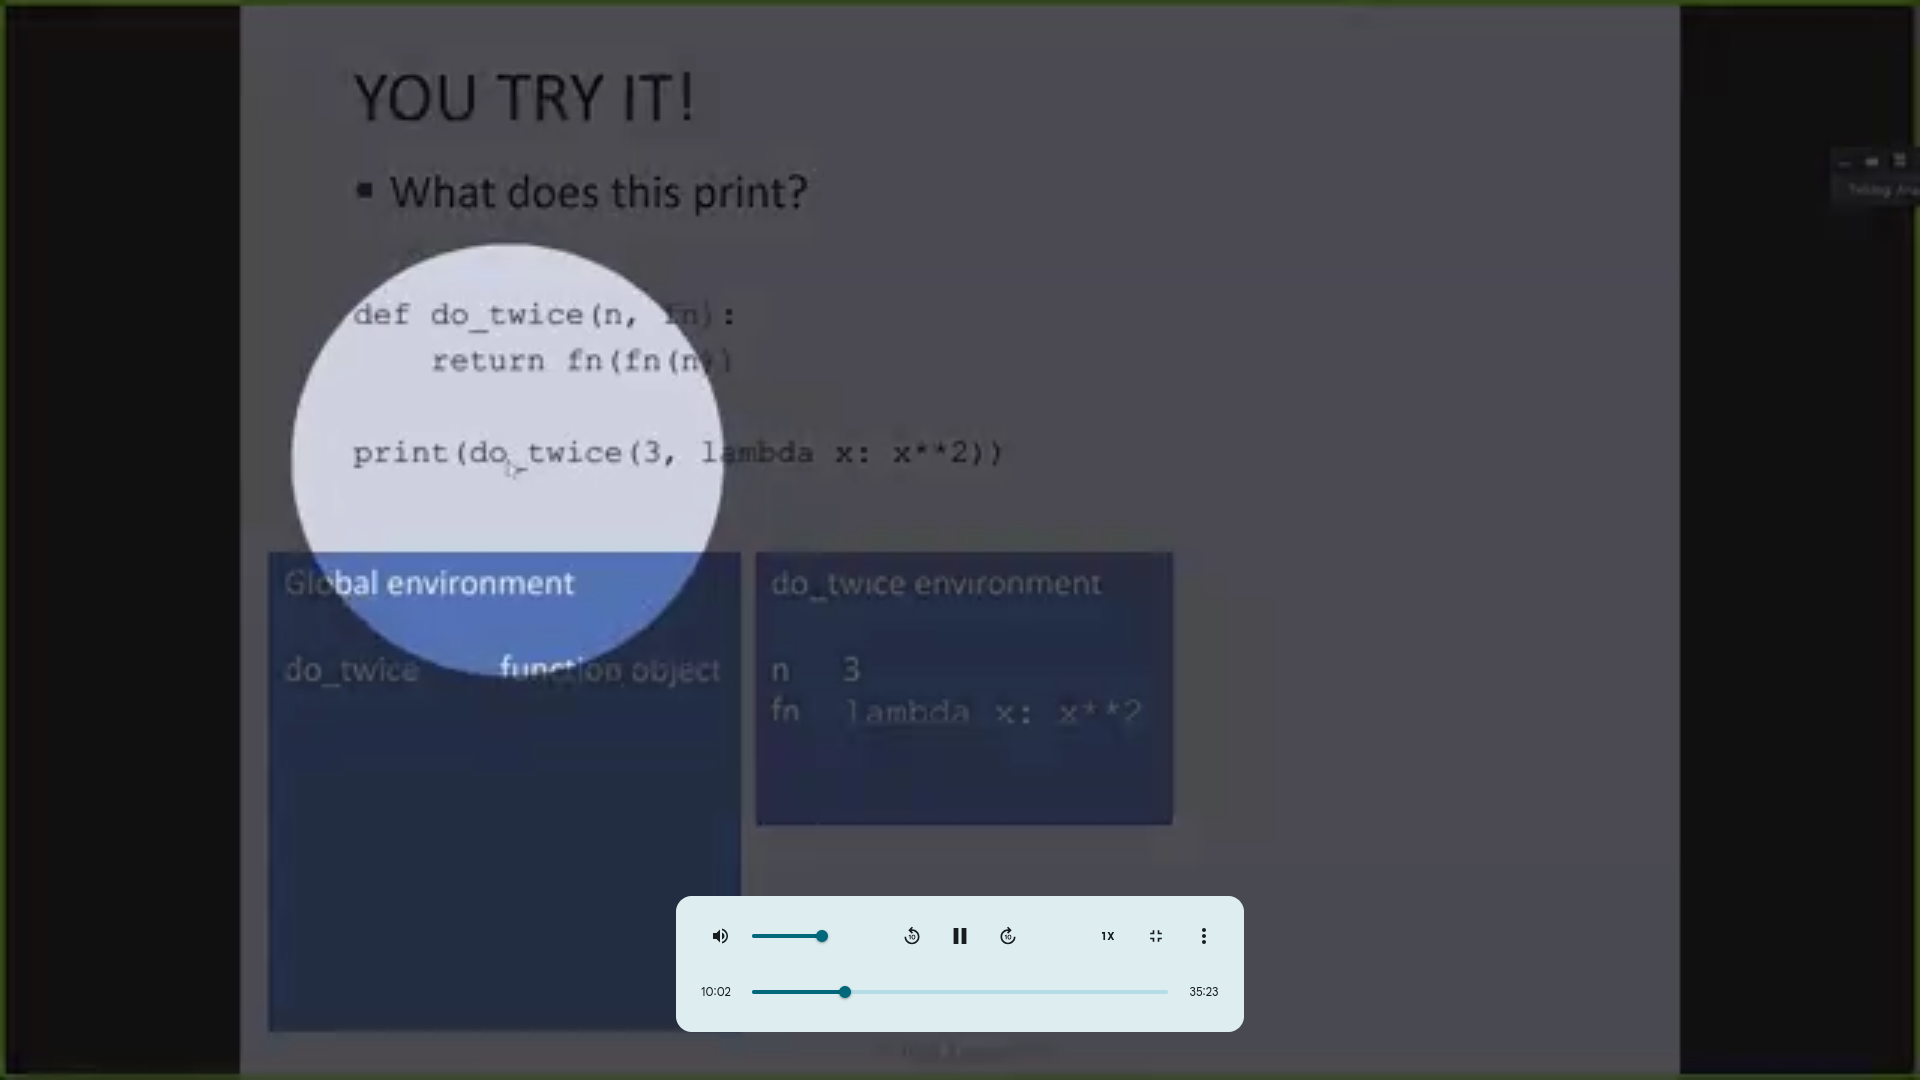 YOU TRY IT!
▪ What does this print?
def do_twice(n, fn):
    return fn(fn(n))
print(do_twice(3, lambda x: x**2))
Global environment
do_twice function object
do_twice environment
n 3
fn lambda x: x**2
1X
10:02
35:23